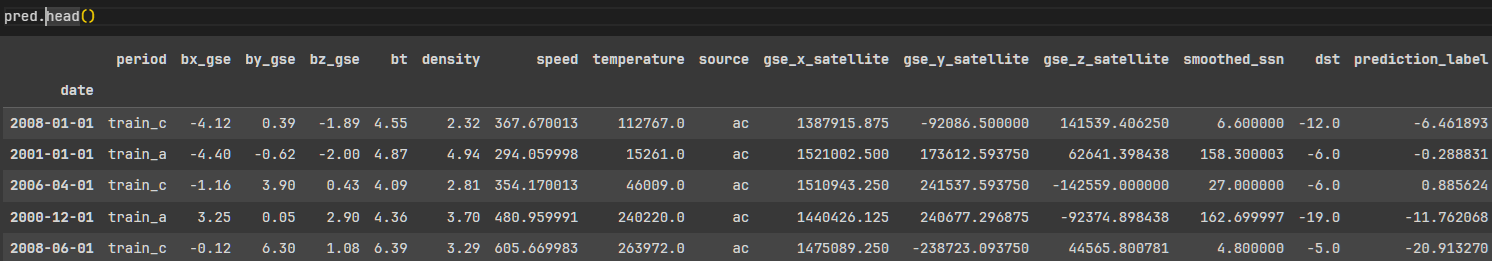 pred.head()
period bx_gse by_gse bz_gse bt density speed temperature source gse_x_satellite gse_y_satellite gse_z_satellite smoothed_ssn dst prediction_label
date
2008-01-01 train_c -4.12 0.39 -1.89 4.55 2.32 367.670013 112767.0 ac 1387915.875 -92086.500000 141539.406250 6.600000 -12.0 -6.461893
2001-01-01 train_a -4.40 -0.62 -2.00 4.87 4.94 294.059998 15261.0 ac 1521002.500 173612.593750 62641.398438 158.300003 -6.0 -0.288831
2006-04-01 train_c -1.16 3.90 0.43 4.09 2.81 354.170013 46009.0 ac 1510943.250 241537.593750 -142559.000000 27.000000 -6.0 0.885624
2000-12-01 train_a 3.25 0.05 2.90 4.36 3.70 480.959991 240220.0 ac 1440426.125 240677.296875 -92374.898438 162.699997 -19.0 -11.762068
2008-06-01 train_c -0.12 6.30 1.08 6.39 3.29 605.669983 263972.0 ac 1475089.250 -238723.093750 44565.800781 4.800000 -5.0 -20.913270